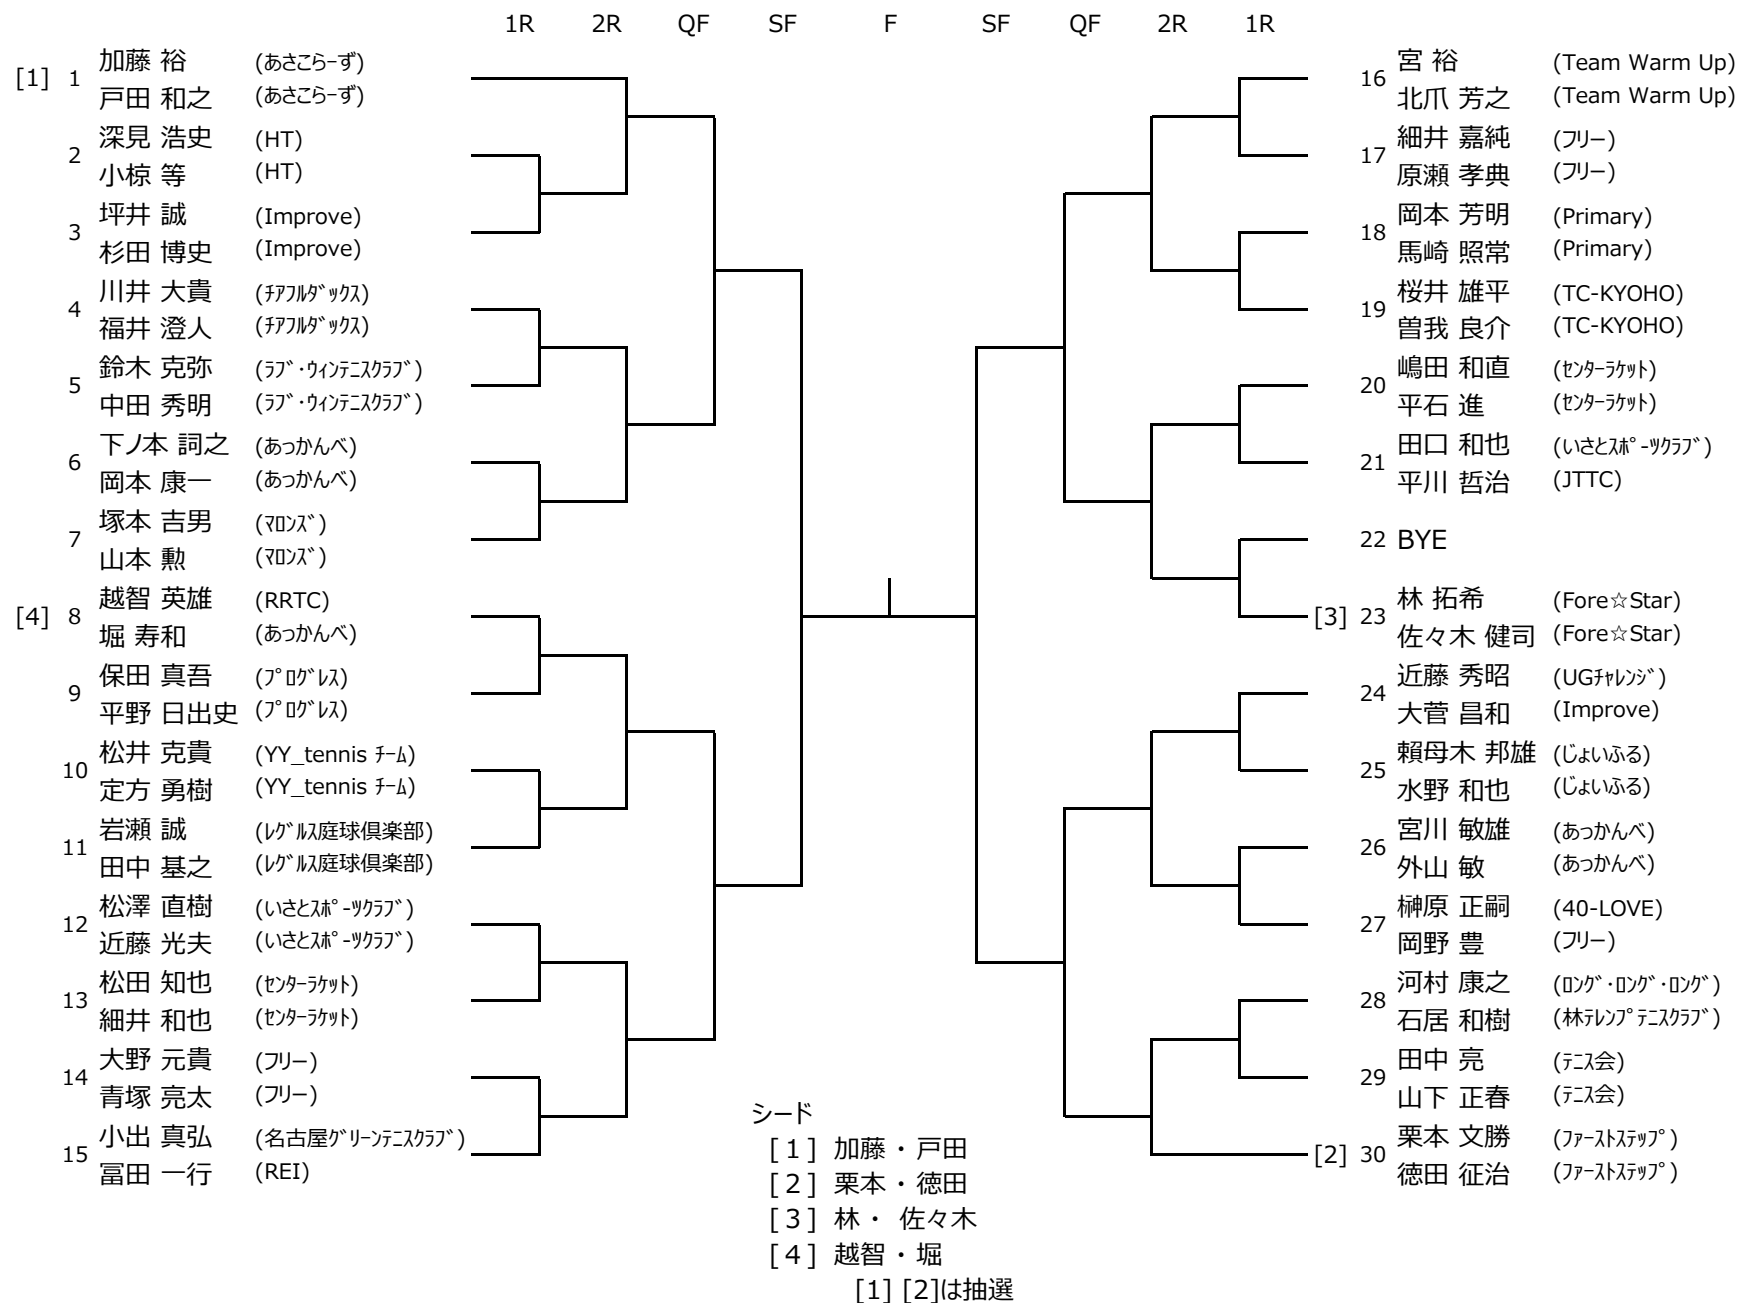 1R 2R QF SF F SF QF 2R 1R
[1] 1 加藤 裕 (あさこらーず)
戸田 和之 (あさこらーず)
2 深見 浩史 (HT)
小椋 等 (HT)
3 坪井 誠 (Improve)
杉田 博史 (Improve)
4 川井 大貴 (ﾁｱﾌﾙﾀﾞｯｸｽ)
福井 澄人 (ﾁｱﾌﾙﾀﾞｯｸｽ)
5 鈴木 克弥 (ﾗﾌﾞ･ｳｨﾝﾃﾆｽｸﾗﾌﾞ)
中田 秀明 (ﾗﾌﾞ･ｳｨﾝﾃﾆｽｸﾗﾌﾞ)
6 下ノ本 詞之 (あっかんべ)
岡本 康一 (あっかんべ)
7 塚本 吉男 (ﾏﾛﾝｽﾞ)
山本 勲 (ﾏﾛﾝｽﾞ)
[4] 8 越智 英雄 (RRTC)
堀 寿和 (あっかんべ)
9 保田 真吾 (ﾌﾟﾛｸﾞﾚｽ)
平野 日出史 (ﾌﾟﾛｸﾞﾚｽ)
10 松井 克貴 (YY_tennis ﾁｰﾑ)
定方 勇樹 (YY_tennis ﾁｰﾑ)
11 岩瀬 誠 (ﾚｸﾞﾙｽ庭球倶楽部)
田中 基之 (ﾚｸﾞﾙｽ庭球倶楽部)
12 松澤 直樹 (いさとｽﾎﾟｰﾂｸﾗﾌﾞ)
近藤 光夫 (いさとｽﾎﾟｰﾂｸﾗﾌﾞ)
13 松田 知也 (ｾﾝﾀｰﾗｹｯﾄ)
細井 和也 (ｾﾝﾀｰﾗｹｯﾄ)
14 大野 元貴 (ﾌﾘｰ)
青塚 亮太 (ﾌﾘｰ)
15 小出 真弘 (名古屋ｸﾞﾘｰﾝﾃﾆｽｸﾗﾌﾞ)
冨田 一行 (REI)
16 宮 裕 (Team Warm Up)
北爪 芳之 (Team Warm Up)
17 細井 嘉純 (ﾌﾘｰ)
原瀬 孝典 (ﾌﾘｰ)
18 岡本 芳明 (Primary)
馬崎 照常 (Primary)
19 桜井 雄平 (TC-KYOHO)
曽我 良介 (TC-KYOHO)
20 嶋田 和直 (ｾﾝﾀｰﾗｹｯﾄ)
平石 進 (ｾﾝﾀｰﾗｹｯﾄ)
21 田口 和也 (いさとｽﾎﾟｰﾂｸﾗﾌﾞ)
平川 哲治 (JTTC)
22 BYE
[3] 23 林 拓希 (Fore☆Star)
佐々木 健司 (Fore☆Star)
24 近藤 秀昭 (UGﾁｬﾚﾝｼﾞ)
大菅 昌和 (Improve)
25 頼母木 邦雄 (じょいふる)
水野 和也 (じょいふる)
26 宮川 敏雄 (あっかんべ)
外山 敏 (あっかんべ)
27 榊原 正嗣 (40-LOVE)
岡野 豊 (ﾌﾘｰ)
28 河村 康之 (ﾛﾝｸﾞ･ﾛﾝｸﾞ･ﾛﾝｸﾞ)
石居 和樹 (林ﾃﾚﾝﾌﾟﾃﾆｽｸﾗﾌﾞ)
29 田中 亮 (ﾃﾆｽ会)
山下 正春 (ﾃﾆｽ会)
[2] 30 栗本 文勝 (ﾌｧｰｽﾄｽﾃｯﾌﾟ)
徳田 征治 (ﾌｧｰｽﾄｽﾃｯﾌﾟ)
シード
[１] 加藤・戸田
[２] 栗本・徳田
[３] 林・ 佐々木
[４] 越智・堀
[1] [2]は抽選